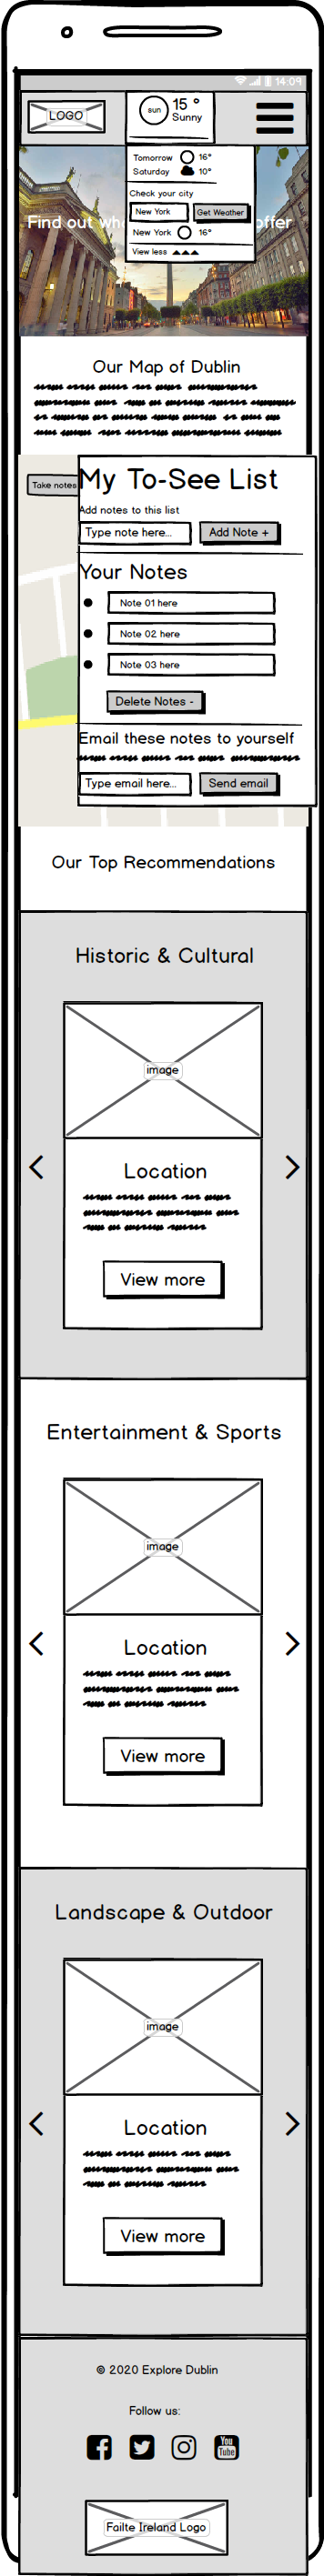 14:09
LOGO
15 °
Sunny
sun
Tomorrow 16°
Saturday 10°
Check your city
New York Get Weather
New York 16°
View less
Find out offer
Our Map of Dublin
Take notes
My To-See List
Add notes to this list
Type note here... Add Note +
Your Notes
Note 01 here
Note 02 here
Note 03 here
Delete Notes -
Email these notes to yourself
Type email here... Send email
Our Top Recommendations
Historic & Cultural
image
Location
View more
Entertainment & Sports
image
Location
View more
Landscape & Outdoor
image
Location
View more
© 2020 Explore Dublin
Follow us:
You
Tube
Failte Ireland Logo